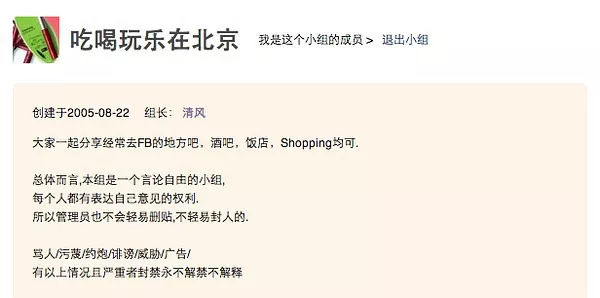 吃喝玩乐在北京 我是这个小组的成员 > 退出小组
创建于2005-08-22 组长: 清风
大家一起分享经常去FB的地方吧，酒吧，饭店，Shopping均可.
总体而言,本组是一个言论自由的小组,
每个人都有表达自己意见的权利.
所以管理员也不会轻易删贴,不轻易封人的.
骂人/污蔑/约炮/诽谤/威胁/广告/
有以上情况且严重者封禁永不解禁不解释